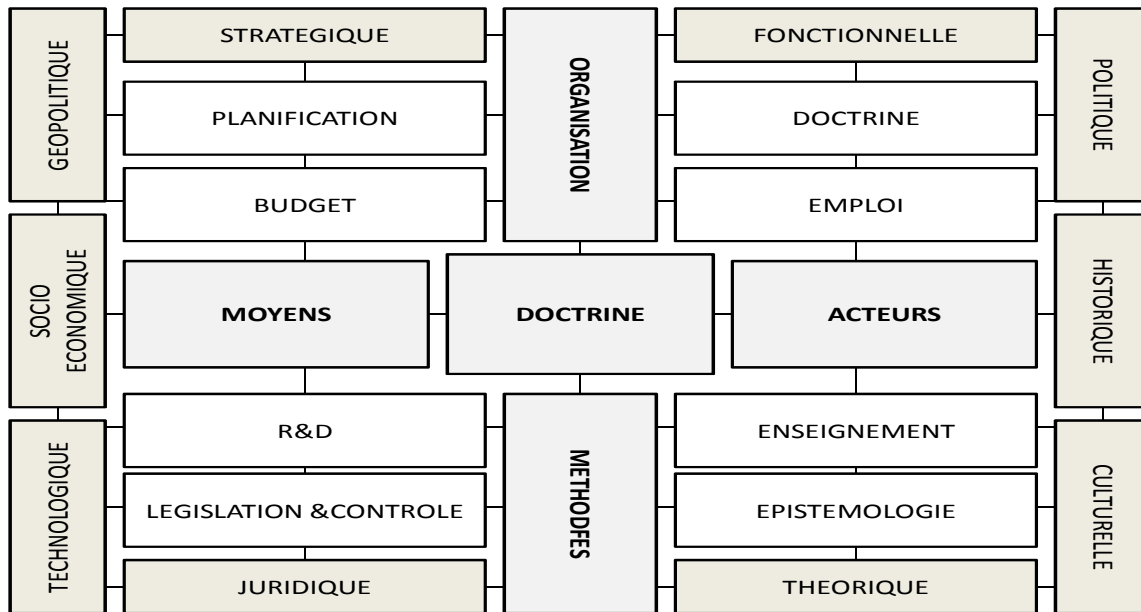 GEOPOLITIQUE
SOCIO
ECONOMIQUE
TECHNOLOGIQUE
STRATEGIQUE
PLANIFICATION
BUDGET
MOYENS
R&D
LEGISLATION &CONTROLE
JURIDIQUE
ORGANISATION
DOCTRINE
METHODFES
FONCTIONNELLE
DOCTRINE
EMPLOI
ACTEURS
ENSEIGNEMENT
EPISTEMOLOGIE
THEORIQUE
POLITIQUE
HISTORIQUE
CULTURELLE